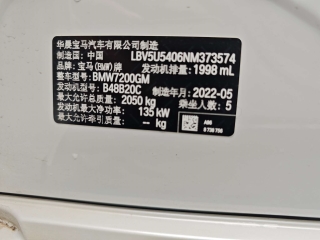 华晨宝马汽车有限公司制造
制造国：中国 LBV5U5406NM373574
品牌：宝马(BMW)牌 发动机排量：1998 mL
整车型号：BMW7200GM
发动机型号：B48B20C 制造年月：2022-05
最大允许总质量：2050 kg 乘坐人数：5
发动机最大净功率：135 kW
最大允许牵引质量：-- kg